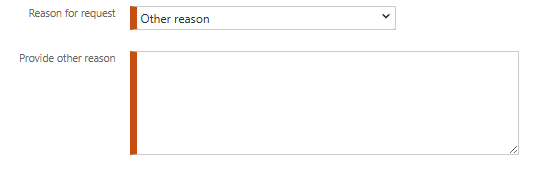 Reason for request
Other reason
Provide other reason